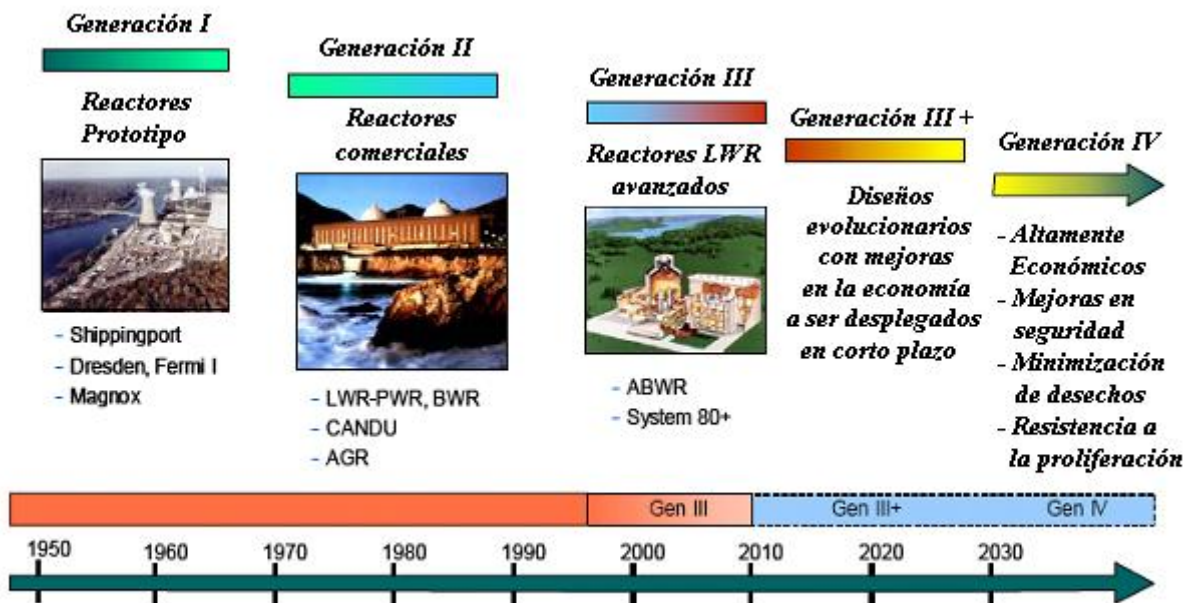 Generación I
Reactores
Prototipo
- Shippingport
- Dresden, Fermi I
- Magnox
Generación II
Reactores
comerciales
- LWR-PWR, BWR
- CANDU
- AGR
Generación III
Reactores LWR
avanzados
- ABWR
- System 80+
Generación III +
Diseños
evolucionarios
con mejoras
en la economía
a ser desplegados
en corto plazo
Generación IV
- Altamente
Económicos
- Mejoras en
seguridad
- Minimización
de desechos
- Resistencia a
la proliferación
Gen III
Gen III+
Gen IV
1950
1960
1970
1980
1990
2000
2010
2020
2030